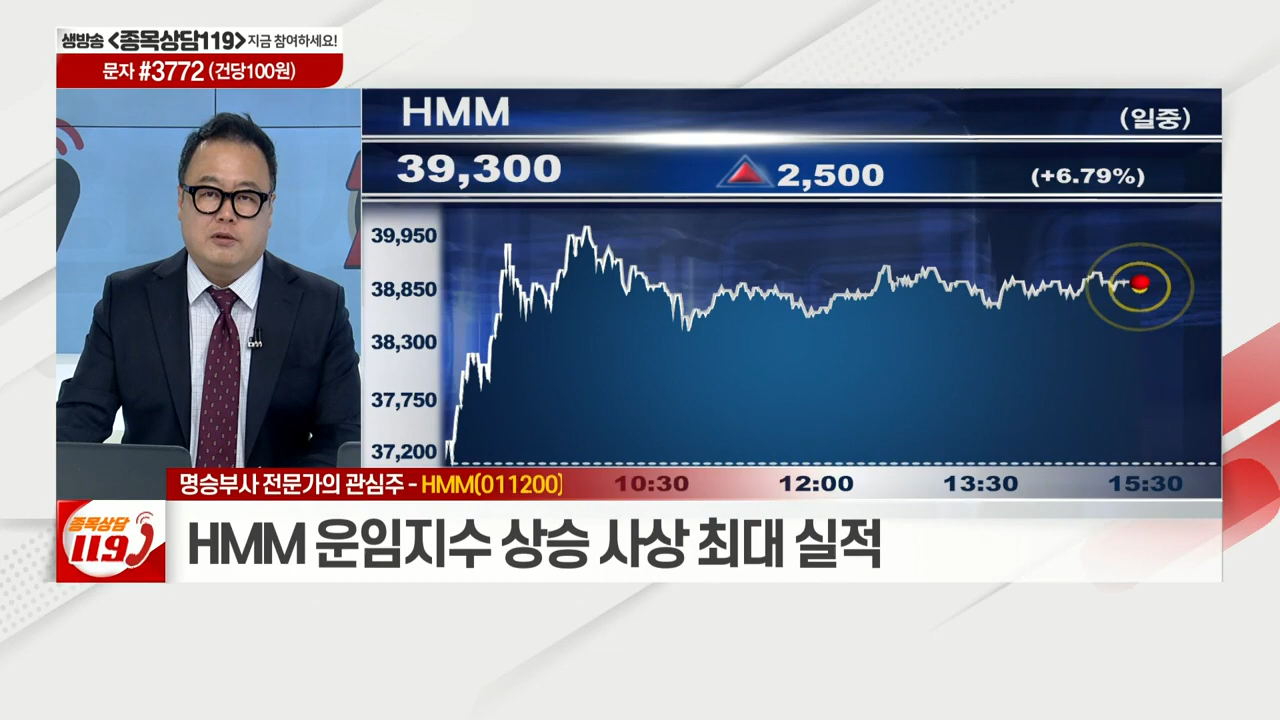 생방송 <종목상담119> 지금 참여하세요!
문자 #3772 (건당100원)
HMM
(일중)
39,300
2,500
(+6.79%)
39,950
38,850
38,300
37,750
37,200
10:30
12:00
13:30
15:30
명승부사 전문가의 관심주 - HMM(011200)
종목상담
119
HMM 운임지수 상승 사상 최대 실적